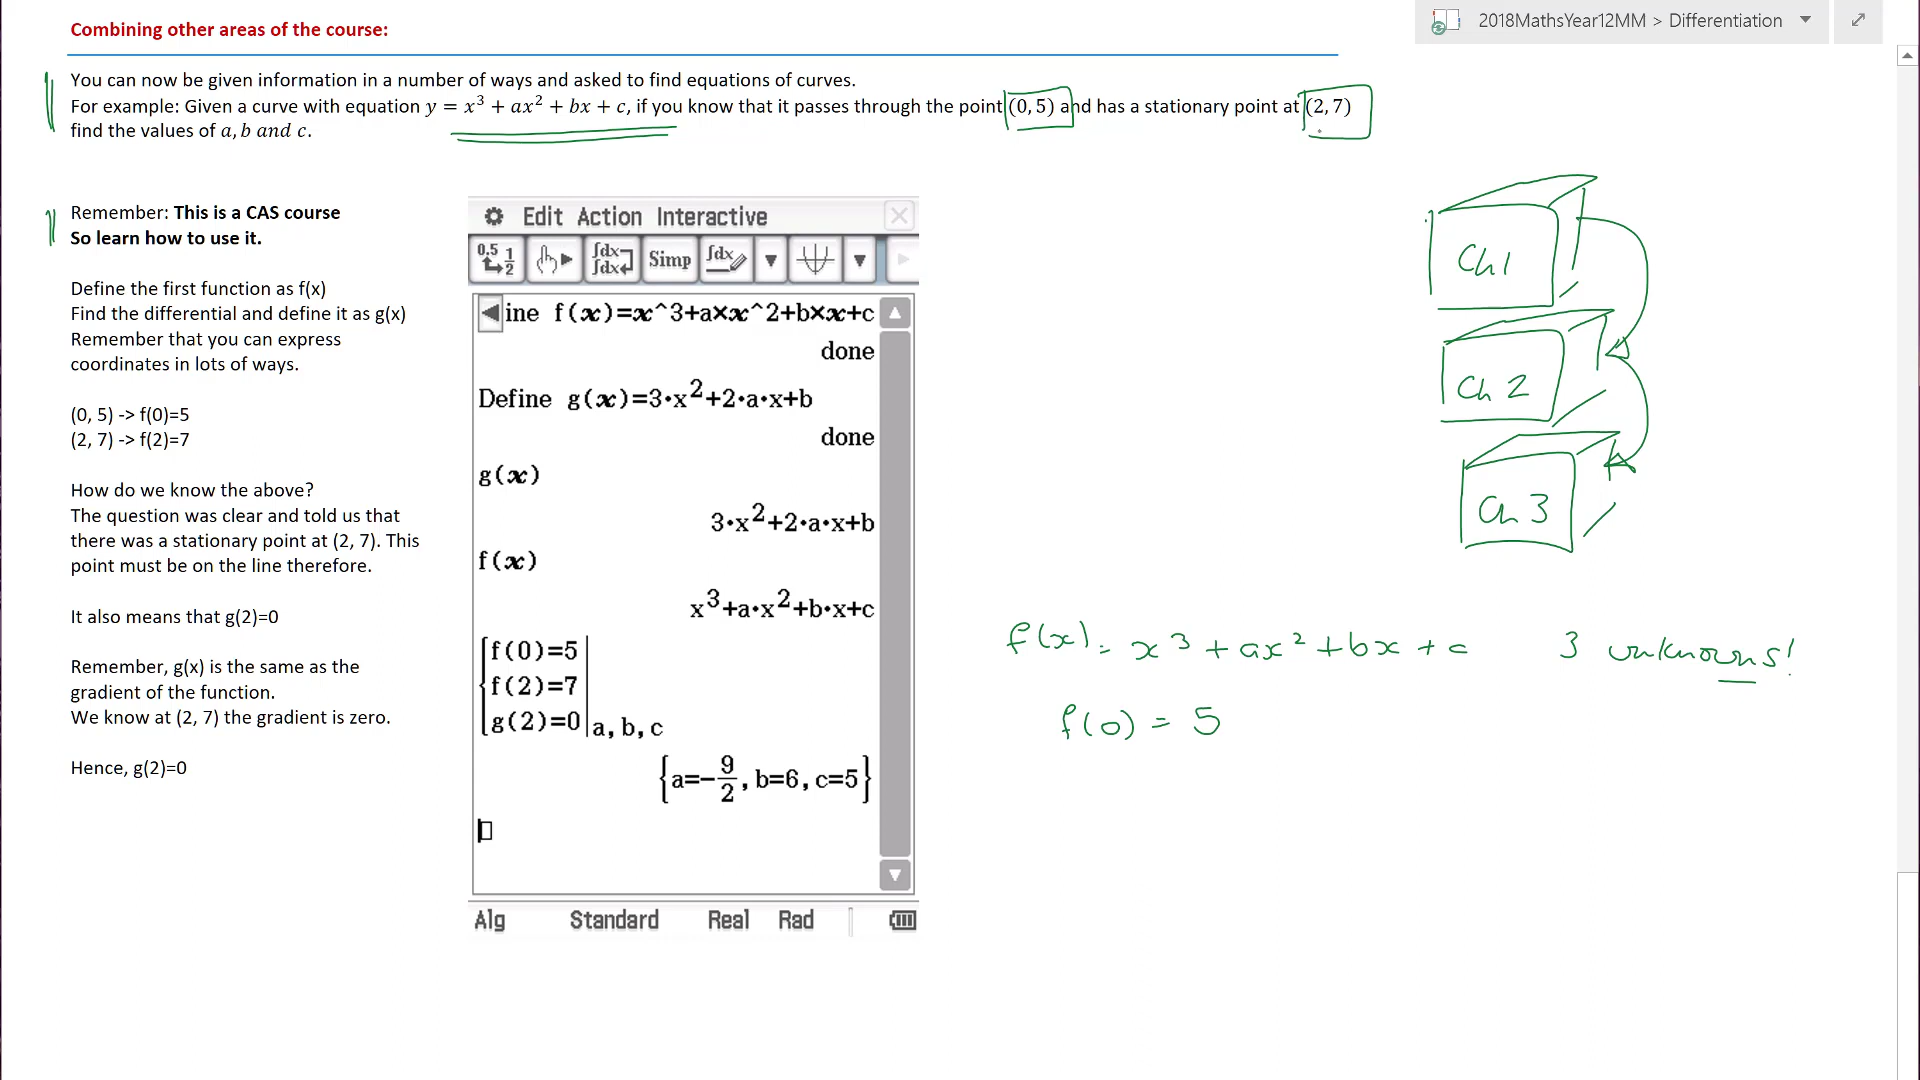 Combining other areas of the course:
2018MathsYear12MM > Differentiation
You can now be given information in a number of ways and asked to find equations of curves.
For example: Given a curve with equation y = x³ + ax² + bx + c, if you know that it passes through the point (0, 5) and has a stationary point at (2, 7)
find the values of a, b and c.
Remember: This is a CAS course
So learn how to use it.
Define the first function as f(x)
Find the differential and define it as g(x)
Remember that you can express
coordinates in lots of ways.
(0, 5) -> f(0)=5
(2, 7) -> f(2)=7
How do we know the above?
The question was clear and told us that
there was a stationary point at (2, 7). This
point must be on the line therefore.
It also means that g(2)=0
Remember, g(x) is the same as the
gradient of the function.
We know at (2, 7) the gradient is zero.
Hence, g(2)=0
Edit Action Interactive
0.5 1/2 ∫dx ∫dx Simp ∫dx
ine f(x)=x^3+a×x^2+b×x+c
done
Define g(x)=3·x²+2·a·x+b
done
g(x)
3·x²+2·a·x+b
f(x)
x³+a·x²+b·x+c
f(0)=5
f(2)=7
g(2)=0 a, b, c
{a=-9/2, b=6, c=5}
Alg Standard Real Rad
Ch 1
Ch 2
Ch 3
f(x) = x³ + ax² + bx + c 3 unknowns!
f(0) = 5